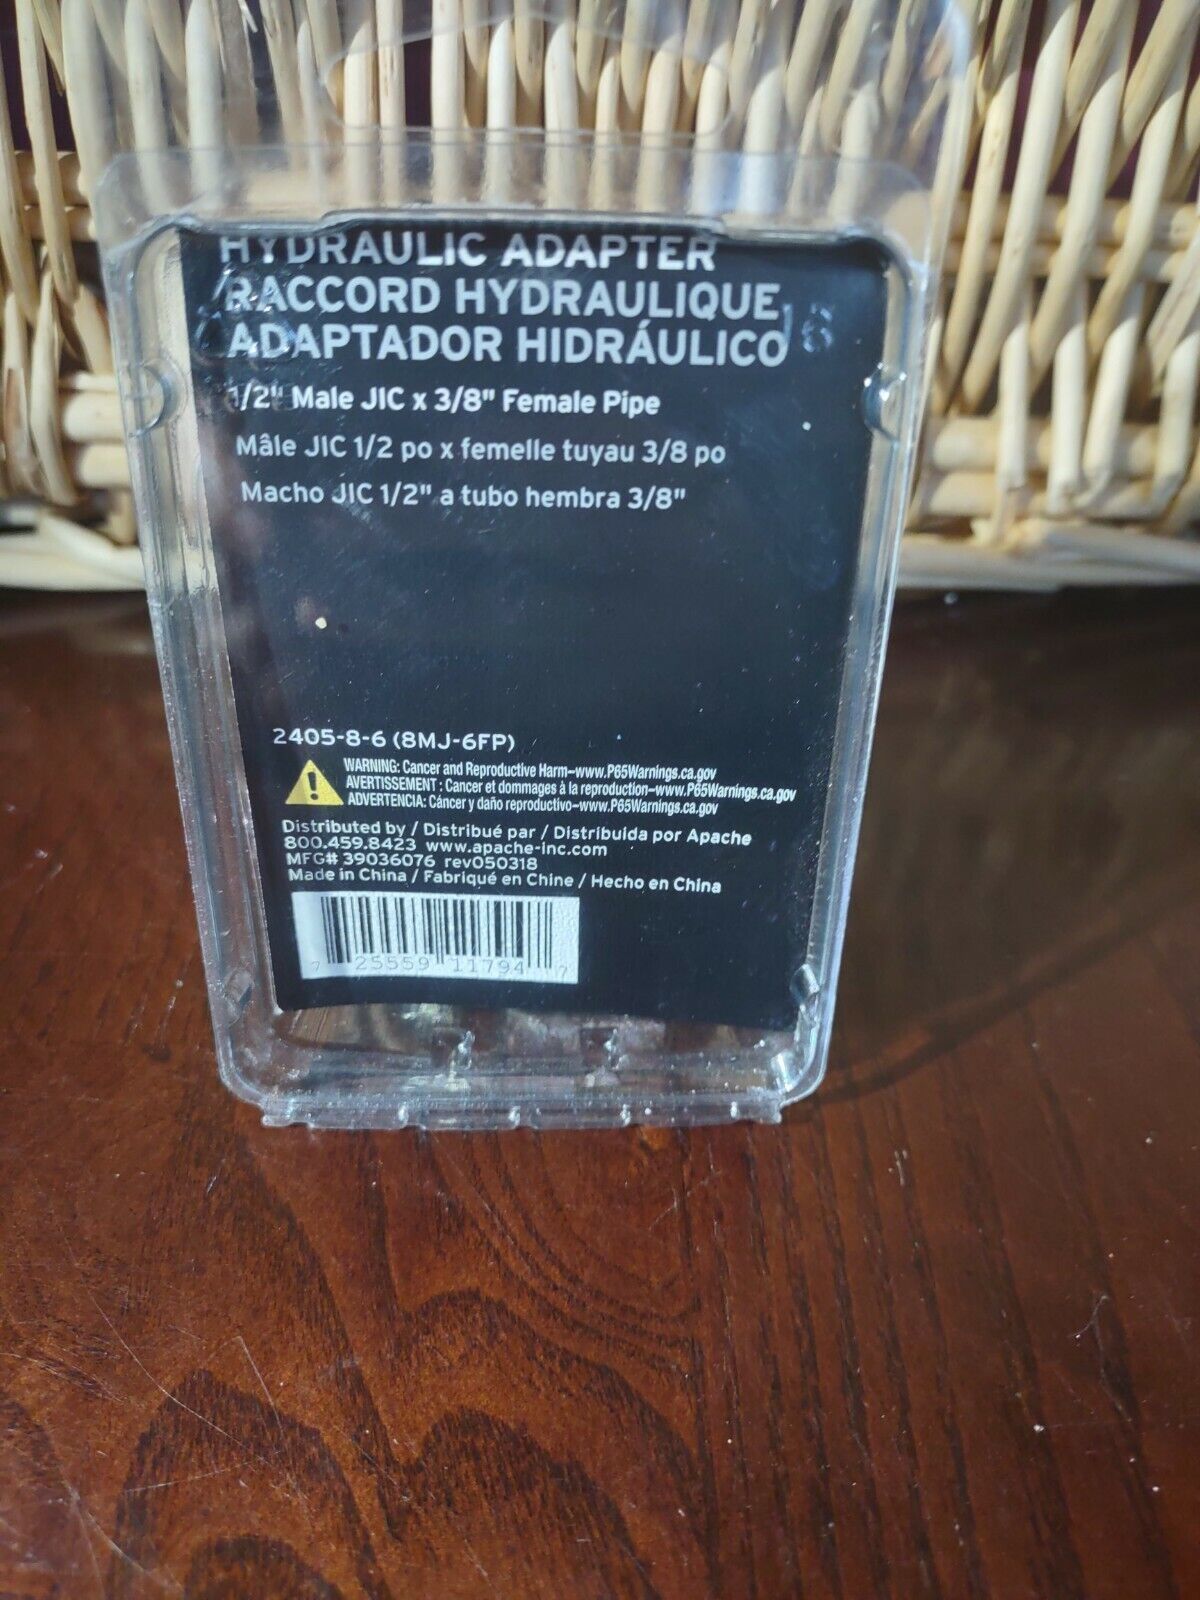 HYDRAULIC ADAPTER
RACCORD HYDRAULIQUE
ADAPTADOR HIDRÁULICO
1/2" Male JIC x 3/8" Female Pipe
Mâle JIC 1/2 po x femelle tuyau 3/8 po
Macho JIC 1/2" a tubo hembra 3/8"
2405-8-6 (8MJ-6FP)
WARNING: Cancer and Reproductive Harm–www.P65Warnings.ca.gov
AVERTISSEMENT : Cancer et dommages à la reproduction–www.P65Warnings.ca.gov
ADVERTENCIA: Cáncer y daño reproductivo–www.P65Warnings.ca.gov
Distributed by / Distribué par / Distribuida por Apache
800.459.8423 www.apache-inc.com
MFG# 39036076 rev050318
Made in China / Fabriqué en Chine / Hecho en China
7 25559 11794 7